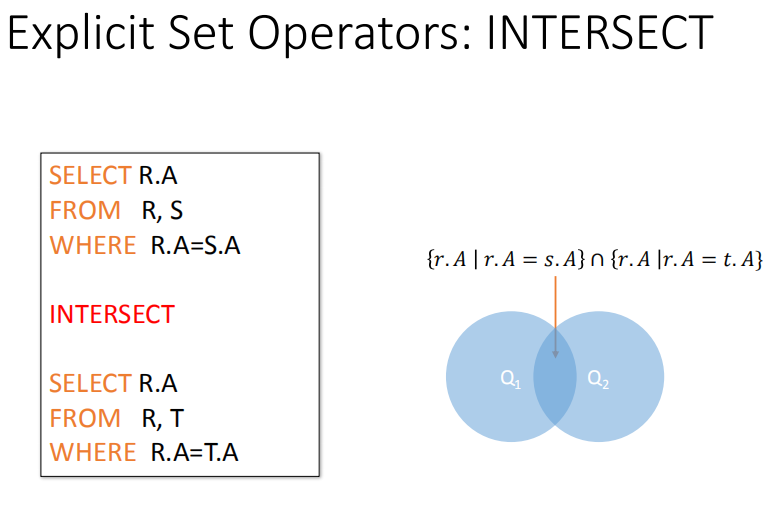 Explicit Set Operators: INTERSECT
SELECT R.A
FROM R, S
WHERE R.A=S.A
INTERSECT
SELECT R.A
FROM R, T
WHERE R.A=T.A
{r.A | r.A = s.A} ∩ {r.A |r.A = t.A}
Q₁ Q₂